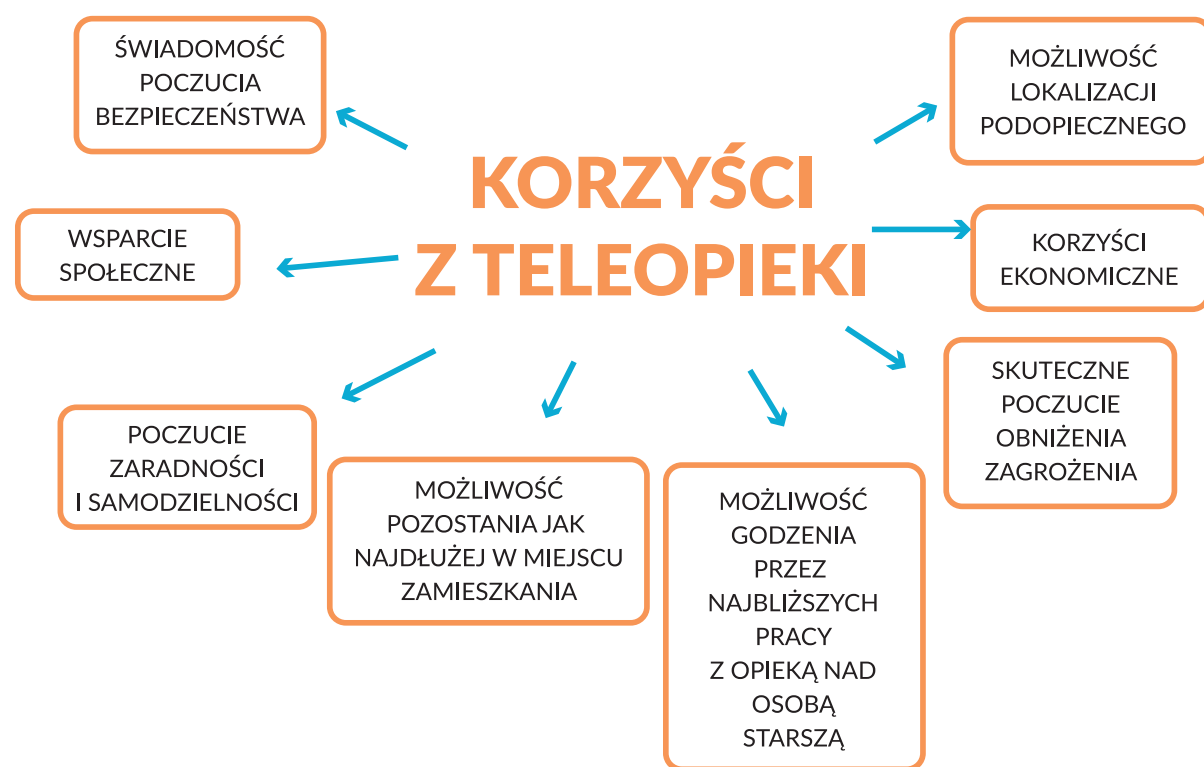 ŚWIADOMOŚĆ
POCZUCIA
BEZPIECZEŃSTWA
MOŻLIWOŚĆ
LOKALIZACJI
PODOPIECZNEGO
KORZYŚCI
Z TELEOPIEKI
WSPARCIE
SPOŁECZNE
KORZYŚCI
EKONOMICZNE
SKUTECZNE
POCZUCIE
OBNIŻENIA
ZAGROŻENIA
POCZUCIE
ZARADNOŚCI
I SAMODZIELNOŚCI
MOŻLIWOŚĆ
POZOSTANIA JAK
NAJDŁUŻEJ W MIEJSCU
ZAMIESZKANIA
MOŻLIWOŚĆ
GODZENIA
PRZEZ
NAJBLIŻSZYCH
PRACY
Z OPIEKĄ NAD
OSOBĄ
STARSZĄ